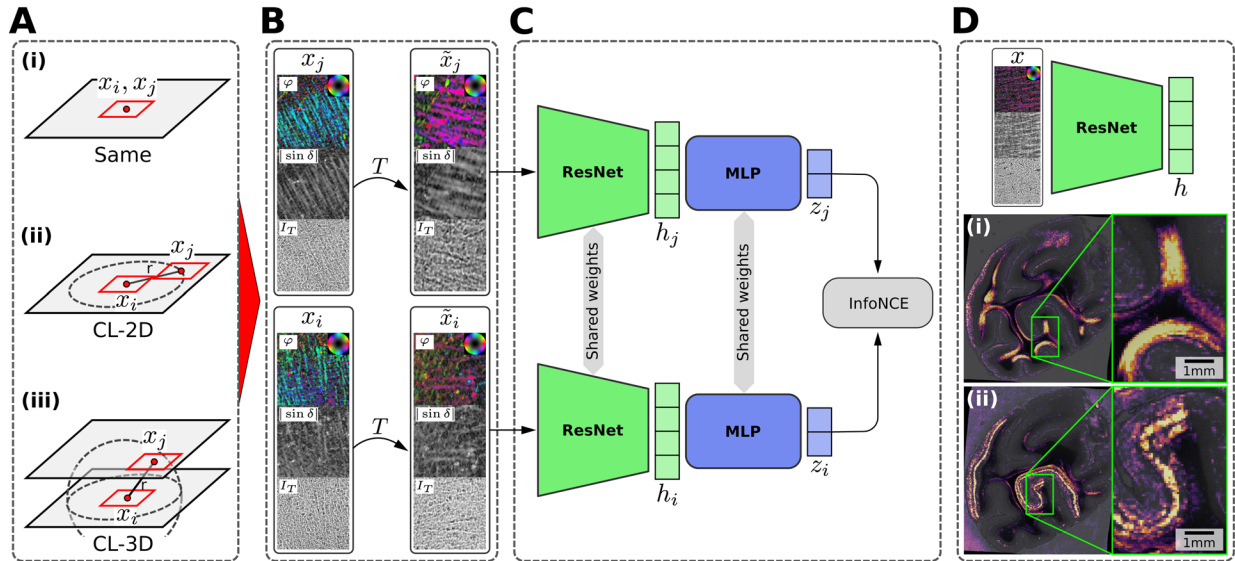 A
(i)
x_i, x_j
Same
(ii)
x_j
r
x_i
CL-2D
(iii)
x_j
r
x_i
CL-3D
B
x_j
x̃_j
φ
φ
|sin δ|
T
|sin δ|
I_T
I_T
x_i
x̃_i
φ
φ
|sin δ|
T
|sin δ|
I_T
I_T
C
ResNet
h_j
MLP
z_j
Shared weights
Shared weights
InfoNCE
ResNet
h_i
MLP
z_i
D
x
ResNet
h
(i)
1mm
(ii)
1mm